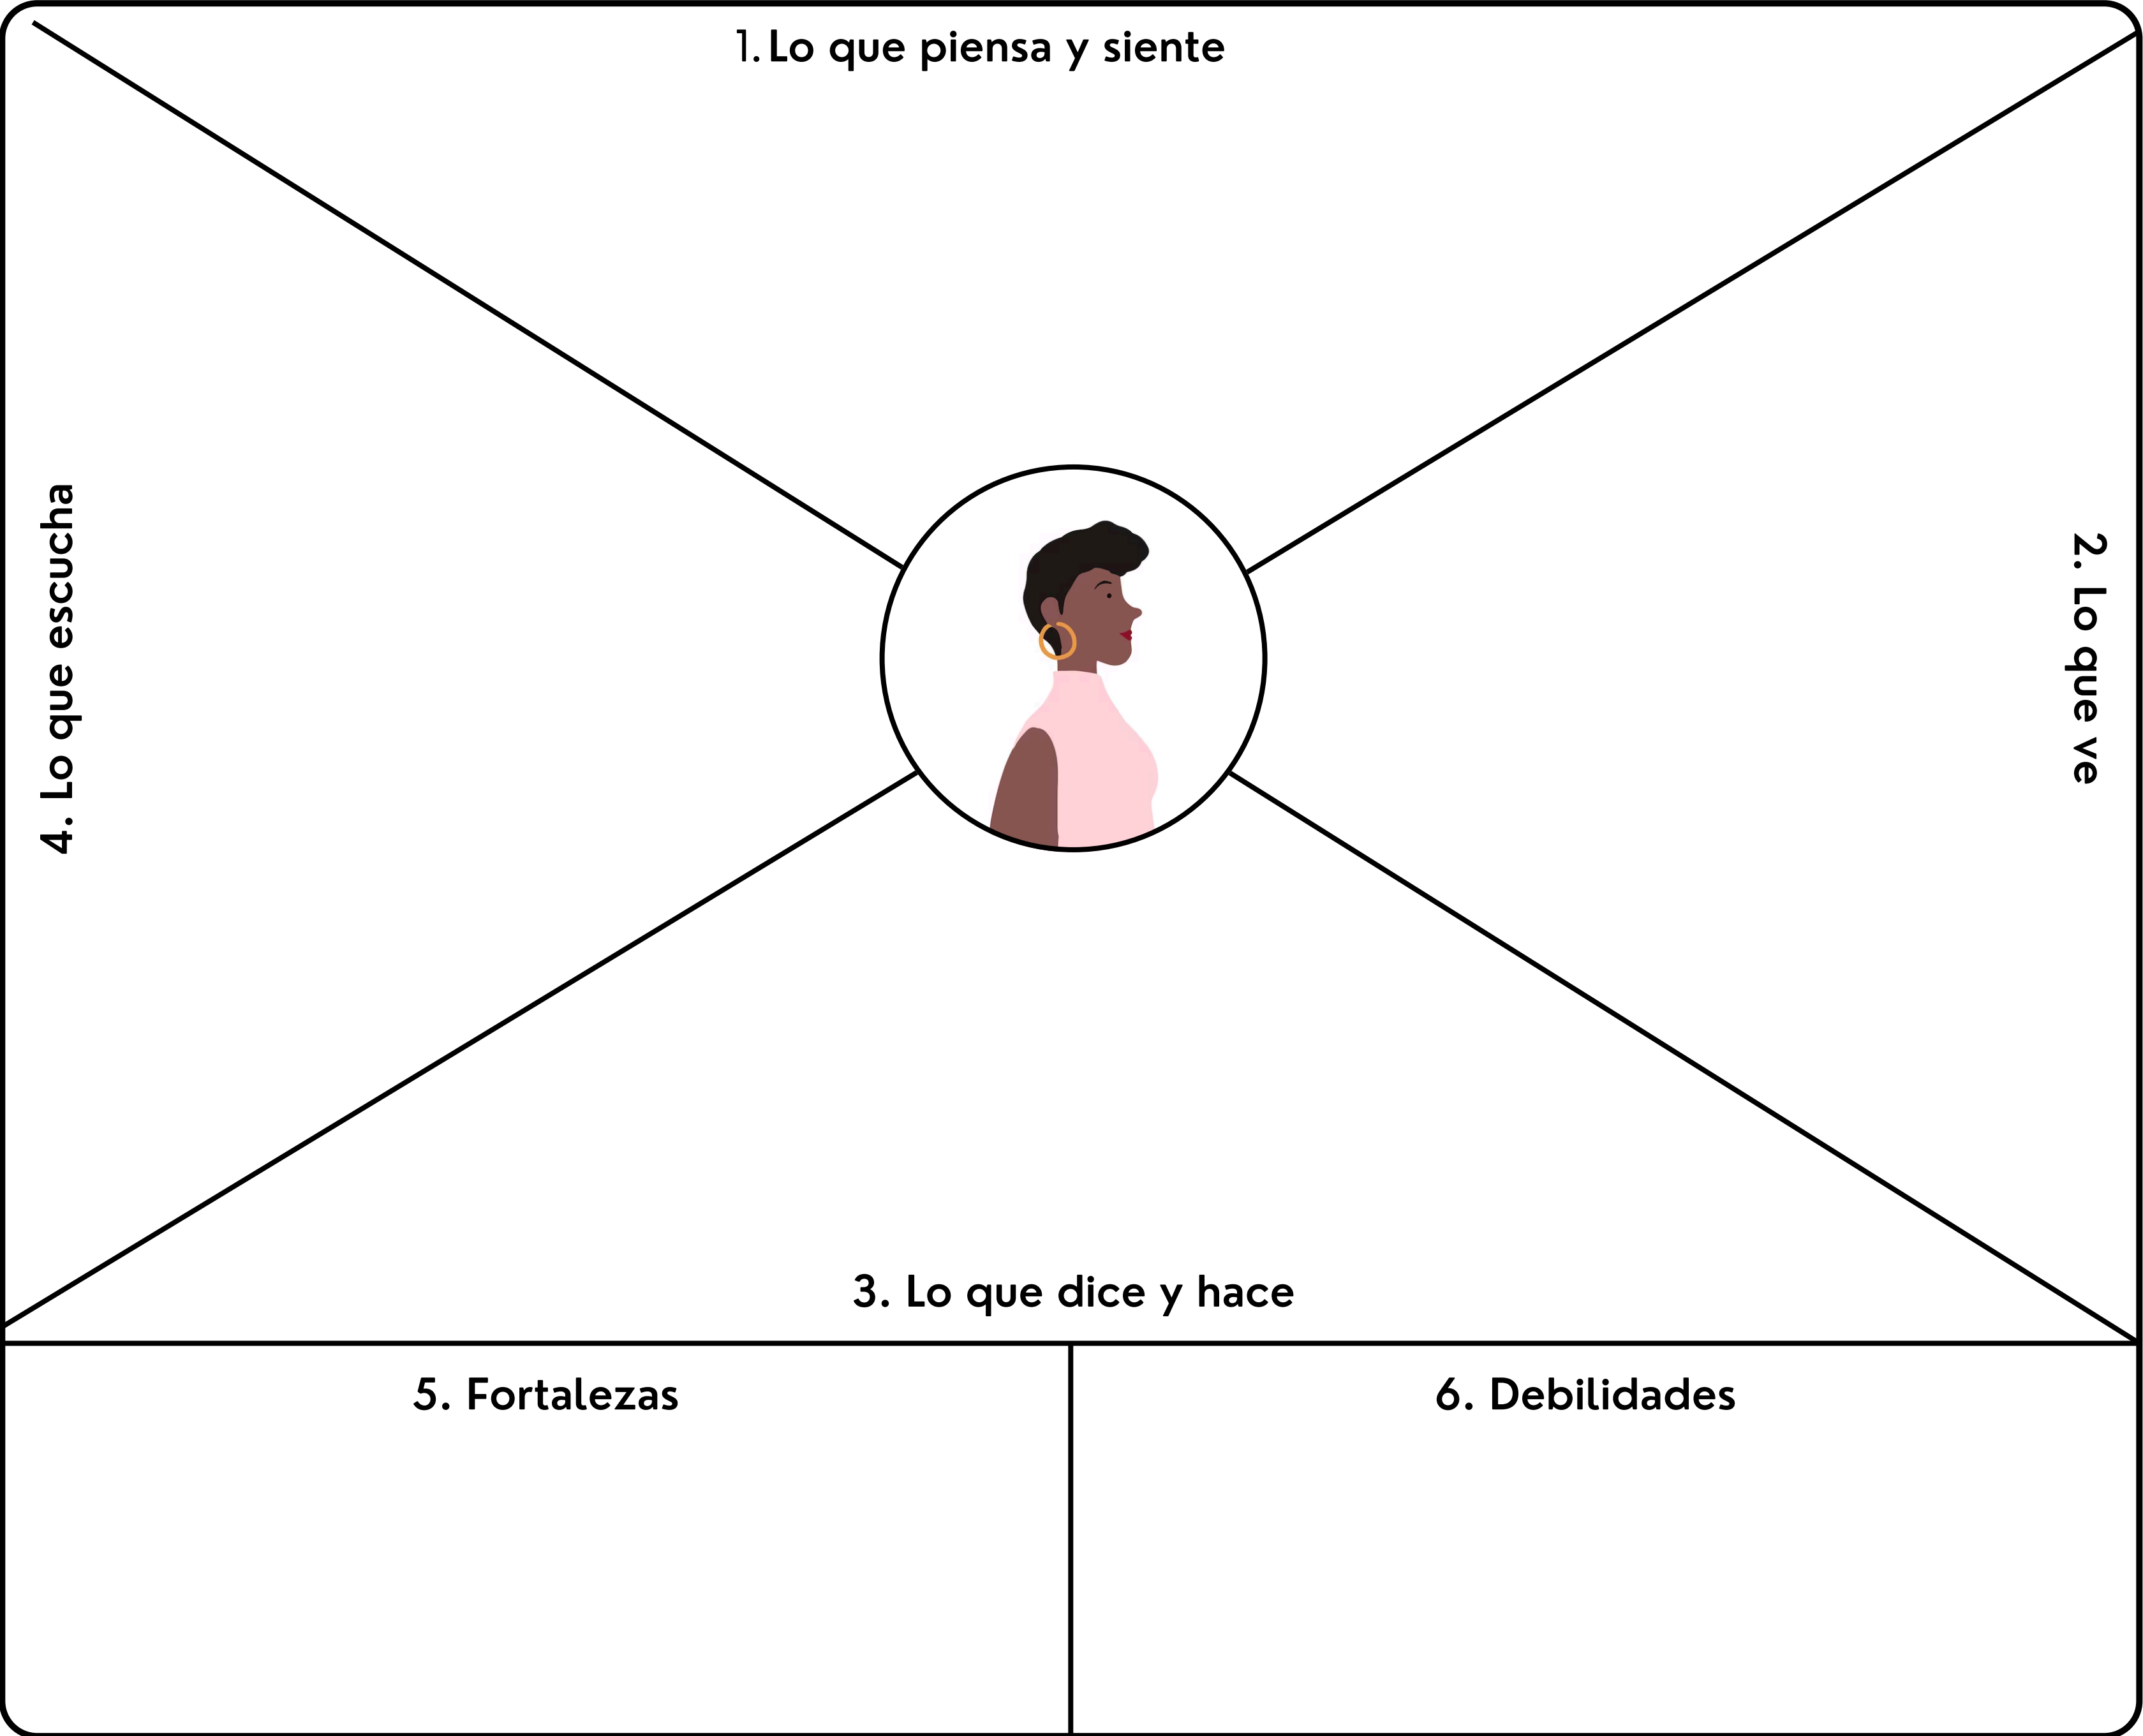 1. Lo que piensa y siente
2. Lo que ve
3. Lo que dice y hace
4. Lo que escucha
5. Fortalezas
6. Debilidades